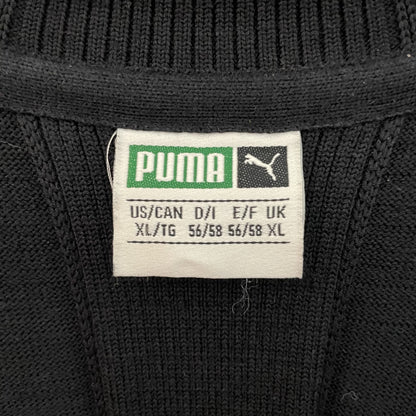 PUMA
US/CAN D/I E/F UK
XL/TG 56/58 56/58 XL